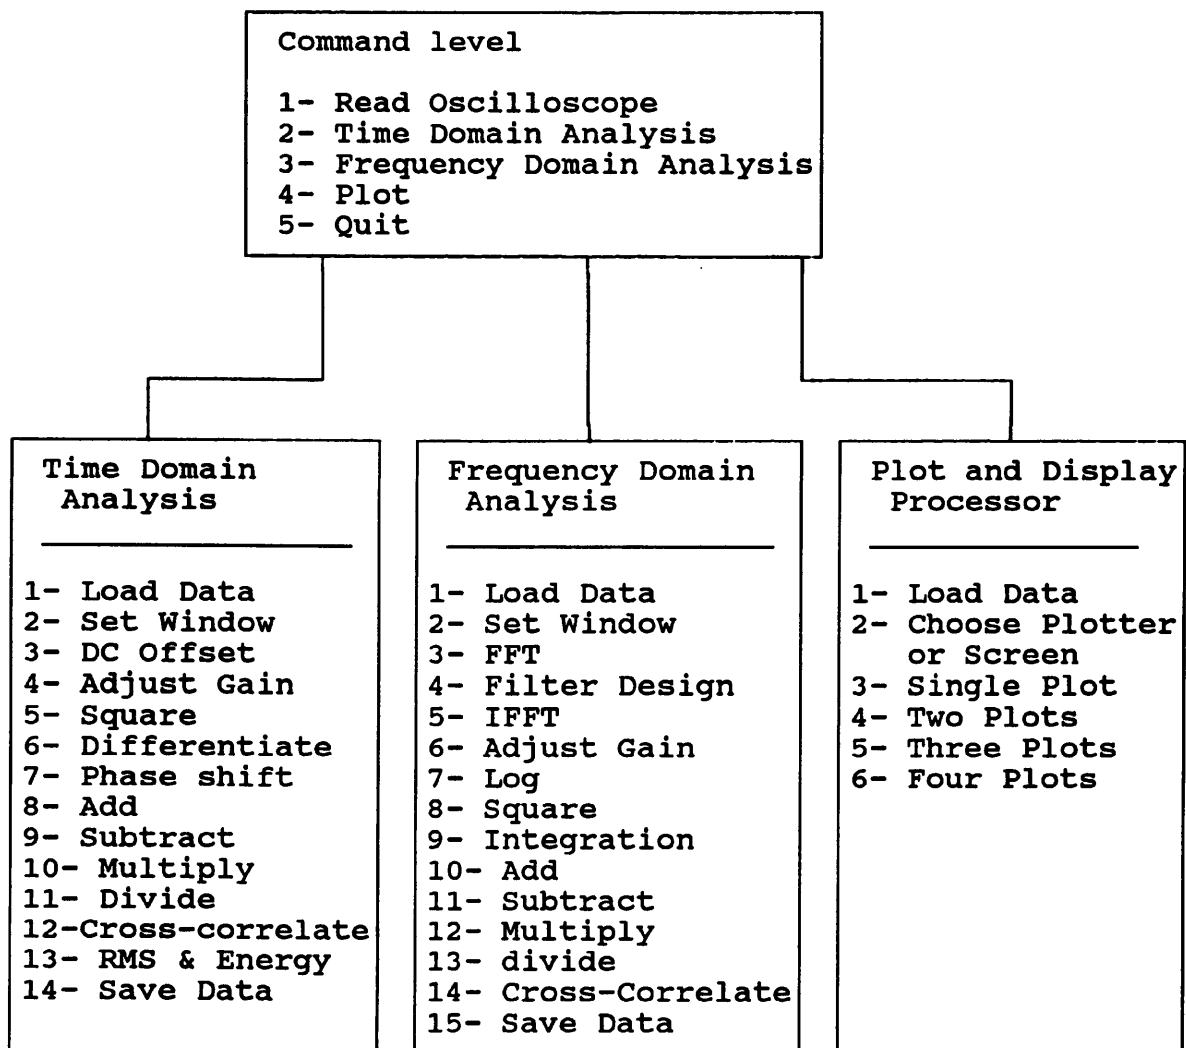 Command level
1- Read Oscilloscope
2- Time Domain Analysis
3- Frequency Domain Analysis
4- Plot
5- Quit
Time Domain
Analysis
1- Load Data
2- Set Window
3- DC Offset
4- Adjust Gain
5- Square
6- Differentiate
7- Phase shift
8- Add
9- Subtract
10- Multiply
11- Divide
12-Cross-correlate
13- RMS & Energy
14- Save Data
Frequency Domain
Analysis
1- Load Data
2- Set Window
3- FFT
4- Filter Design
5- IFFT
6- Adjust Gain
7- Log
8- Square
9- Integration
10- Add
11- Subtract
12- Multiply
13- divide
14- Cross-Correlate
15- Save Data
Plot and Display
Processor
1- Load Data
2- Choose Plotter
or Screen
3- Single Plot
4- Two Plots
5- Three Plots
6- Four Plots